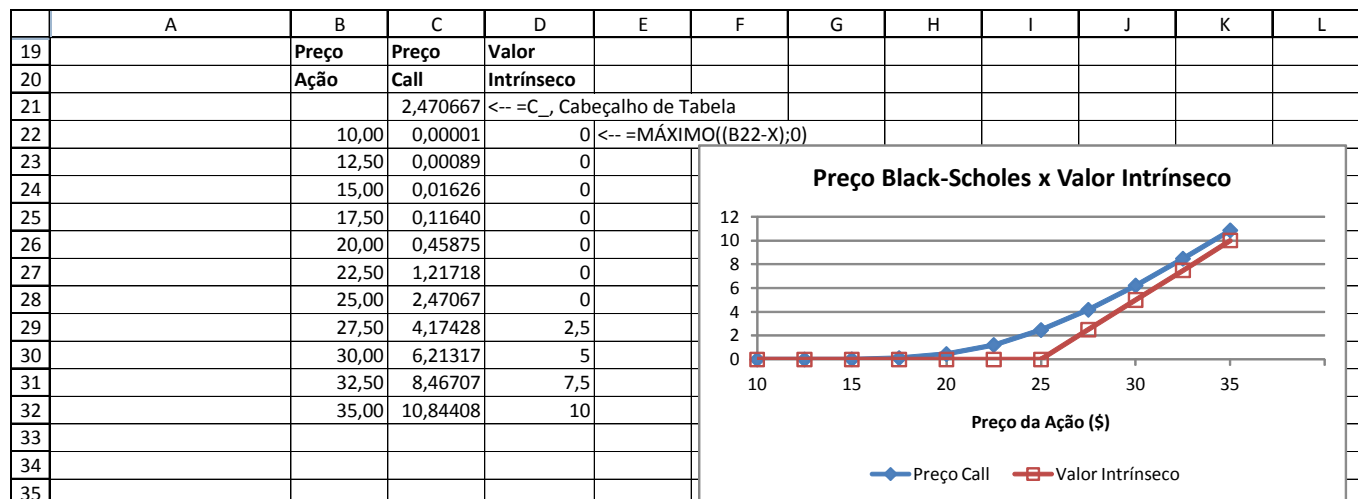 A B C D E F G H I J K L
19 Preço Preço Valor
20 Ação Call Intrínseco
21 2,470667 <-- =C_, Cabeçalho de Tabela
22 10,00 0,00001 0 <-- =MÁXIMO((B22-X);0)
23 12,50 0,00089 0
24 15,00 0,01626 0
25 17,50 0,11640 0
26 20,00 0,45875 0
27 22,50 1,21718 0
28 25,00 2,47067 0
29 27,50 4,17428 2,5
30 30,00 6,21317 5
31 32,50 8,46707 7,5
32 35,00 10,84408 10
33
34
35
Preço Black-Scholes x Valor Intrínseco
12
10
8
6
4
2
0
10 15 20 25 30 35
Preço da Ação ($)
Preço Call Valor Intrínseco